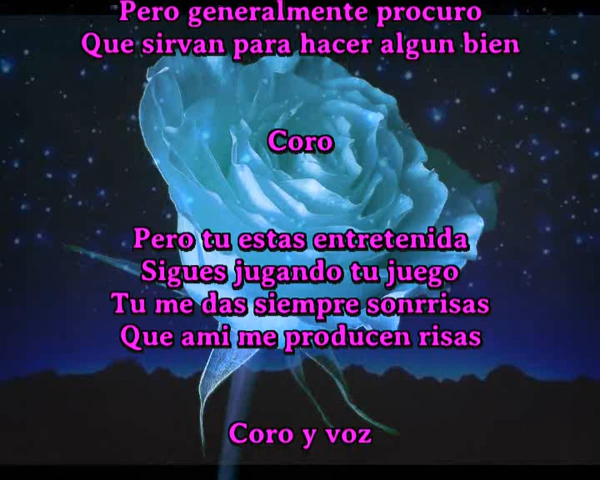 Pero generalmente procuro
Que sirvan para hacer algun bien
Coro
Pero tu estas entretenida
Sigues jugando tu juego
Tu me das siempre sonrrisas
Que ami me producen risas
Coro y voz